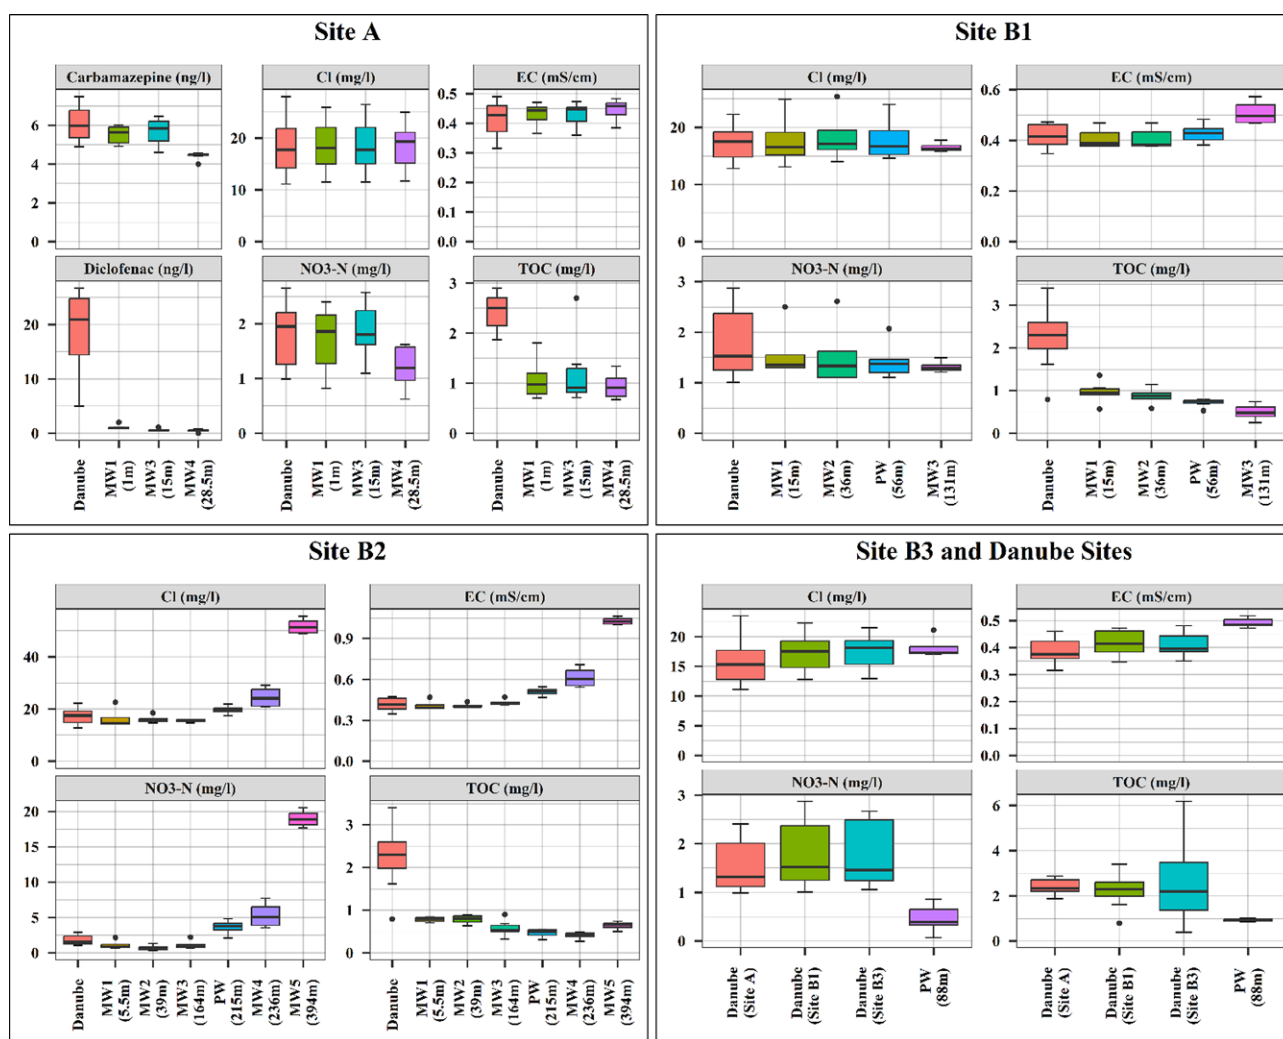 Site A
Carbamazepine (ng/l)
Cl (mg/l)
EC (mS/cm)
6
4
2
0
20
10
0
0.5
0.4
0.3
0.2
0.1
0.0
Diclofenac (ng/l)
NO3-N (mg/l)
TOC (mg/l)
20
10
0
2
1
0
3
2
1
0
Danube
MW1
(1m)
MW3
(15m)
MW4
(28.5m)
Danube
MW1
(1m)
MW3
(15m)
MW4
(28.5m)
Danube
MW1
(1m)
MW3
(15m)
MW4
(28.5m)
Site B1
Cl (mg/l)
EC (mS/cm)
20
10
0
0.6
0.4
0.2
0.0
NO3-N (mg/l)
TOC (mg/l)
3
2
1
0
3
2
1
0
Danube
MW1
(15m)
MW2
(36m)
PW
(56m)
MW3
(131m)
Danube
MW1
(15m)
MW2
(36m)
PW
(56m)
MW3
(131m)
Site B2
Cl (mg/l)
EC (mS/cm)
40
20
0
0.9
0.6
0.3
0.0
NO3-N (mg/l)
TOC (mg/l)
20
15
10
5
0
3
2
1
0
Danube
MW1
(5.5m)
MW2
(39m)
MW3
(164m)
PW
(215m)
MW4
(236m)
MW5
(394m)
Danube
MW1
(5.5m)
MW2
(39m)
MW3
(164m)
PW
(215m)
MW4
(236m)
MW5
(394m)
Site B3 and Danube Sites
Cl (mg/l)
EC (mS/cm)
20
15
10
5
0
0.5
0.4
0.3
0.2
0.1
0.0
NO3-N (mg/l)
TOC (mg/l)
3
2
1
0
6
4
2
0
Danube
(Site A)
Danube
(Site B1)
Danube
(Site B3)
PW
(88m)
Danube
(Site A)
Danube
(Site B1)
Danube
(Site B3)
PW
(88m)